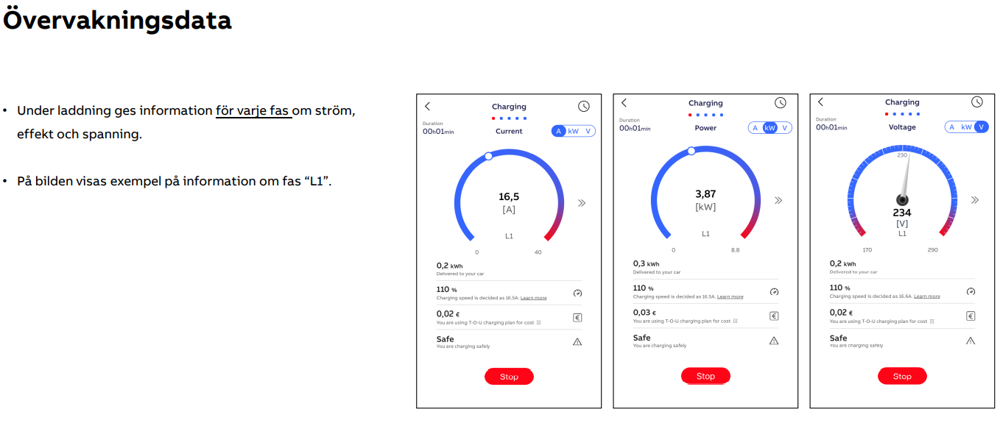 Övervakningsdata
• Under laddning ges information för varje fas om ström,
effekt och spanning.
• På bilden visas exempel på information om fas “L1”.
Charging
Duration
00h01min
Current
A kW V
16,5
[A]
L1
0 40
0,2 kWh
Delivered to your car
110 %
Charging speed is decided as 16.5A. Learn more
0,02 €
You are using T-O-U charging plan for cost
€
Safe
You are charging safely
Stop
Charging
Duration
00h01min
Power
A kW V
3,87
[kW]
L1
0 8.8
0,3 kWh
Delivered to your car
110 %
Charging speed is decided as 16.5A. Learn more
0,03 €
You are using T-O-U charging plan for cost
€
Safe
You are charging safely
Stop
Charging
Duration
00h01min
Voltage
A kW V
230
234
[V]
L1
170 290
0,2 kWh
Delivered to your car
110 %
Charging speed is decided as 16.6A. Learn more
0,02 €
You are using T-O-U charging plan for cost
€
Safe
You are charging safely
Stop